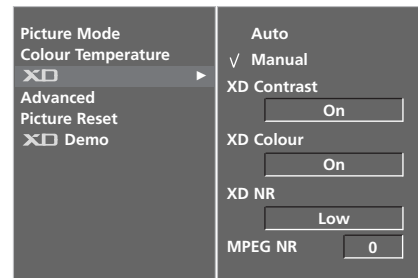 Picture Mode
Colour Temperature
XD
Advanced
Picture Reset
XD Demo
Auto
√ Manual
XD Contrast
On
XD Colour
On
XD NR
Low
MPEG NR 0